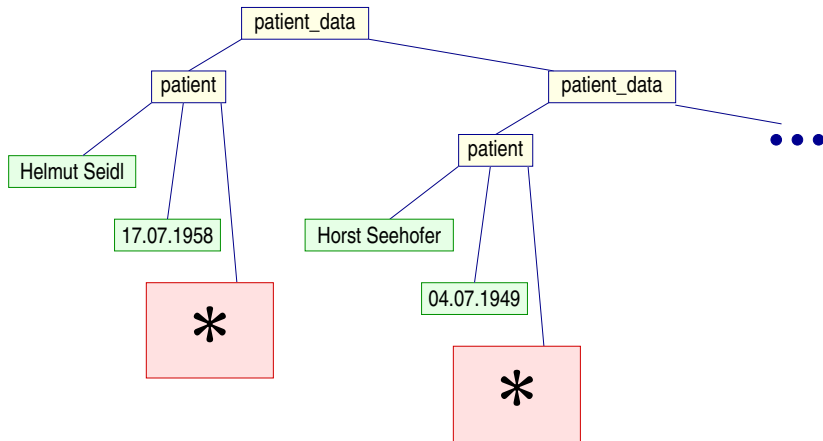 patient_data
patient
patient_data
patient
Helmut Seidl
17.07.1958
Horst Seehofer
04.07.1949
*
*